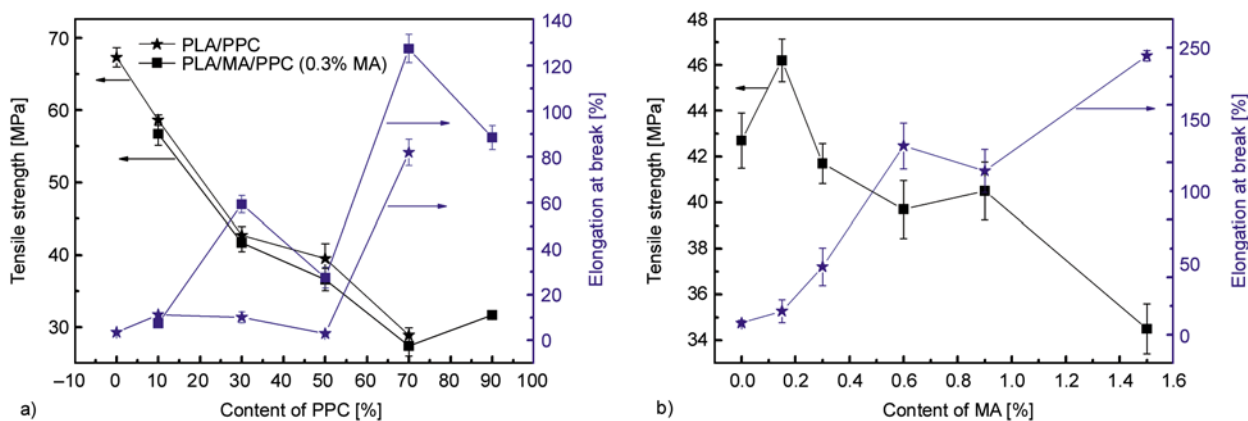 a)
Tensile strength [MPa]
70
60
50
40
30
PLA/PPC
PLA/MA/PPC (0.3% MA)
140
120
100
80
60
40
20
0
Elongation at break [%]
−10 0 10 20 30 40 50 60 70 80 90 100
Content of PPC [%]
b)
Tensile strength [MPa]
48
46
44
42
40
38
36
34
250
150
100
50
0
Elongation at break [%]
0.0 0.2 0.4 0.6 0.8 1.0 1.2 1.4 1.6
Content of MA [%]